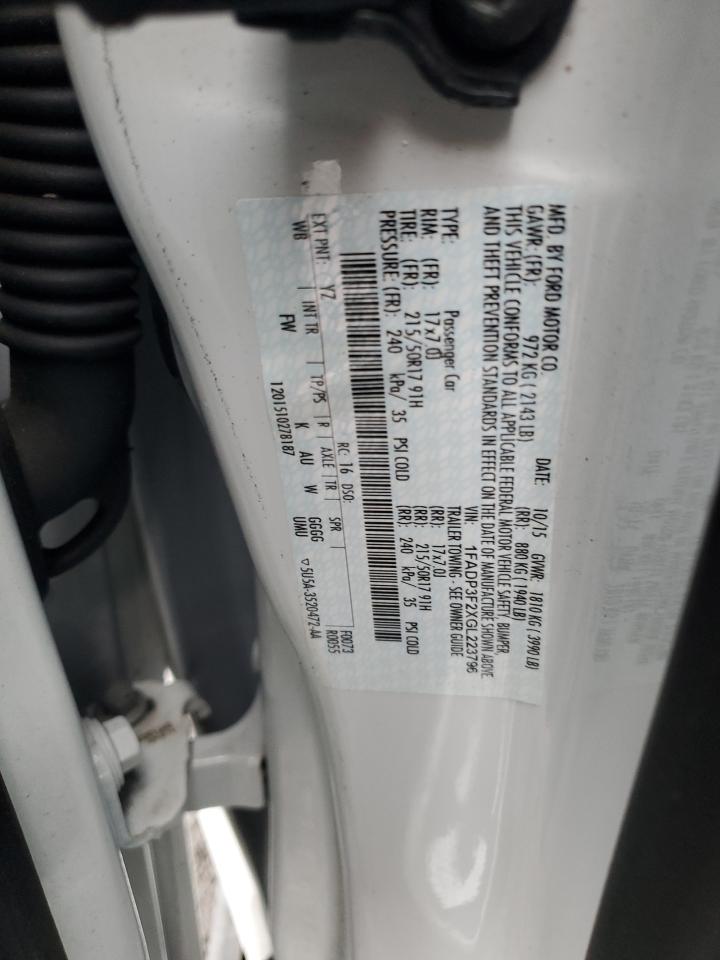 MFD. BY FORD MOTOR CO.
DATE: 10/15 GVWR: 1810 KG ( 3990 LB)
GAWR: (FR): 972 KG ( 2143 LB) (RR): 880 KG ( 1940 LB)
THIS VEHICLE CONFORMS TO ALL APPLICABLE FEDERAL MOTOR VEHICLE SAFETY, BUMPER,
AND THEFT PREVENTION STANDARDS IN EFFECT ON THE DATE OF MANUFACTURE SHOWN ABOVE.
VIN: 1FADP3F2XGL223796
TYPE: Passenger Car TRAILER TOWING - SEE OWNER GUIDE
RIM: (FR): 17x7.0J (RR): 17x7.0J
TIRE: (FR): 215/50R17 91H (RR): 215/50R17 91H
PRESSURE: (FR): 240 kPa/ 35 PSI COLD (RR): 240 kPa/ 35 PSI COLD
RC: 16 DSO: F0073
R0055
EXT PNT: YZ INT TR TP/PS R AXLE TR SPR
WB FW K AU W GGGG
UMU
1201510278187 ▽5U5A-3520472-AA